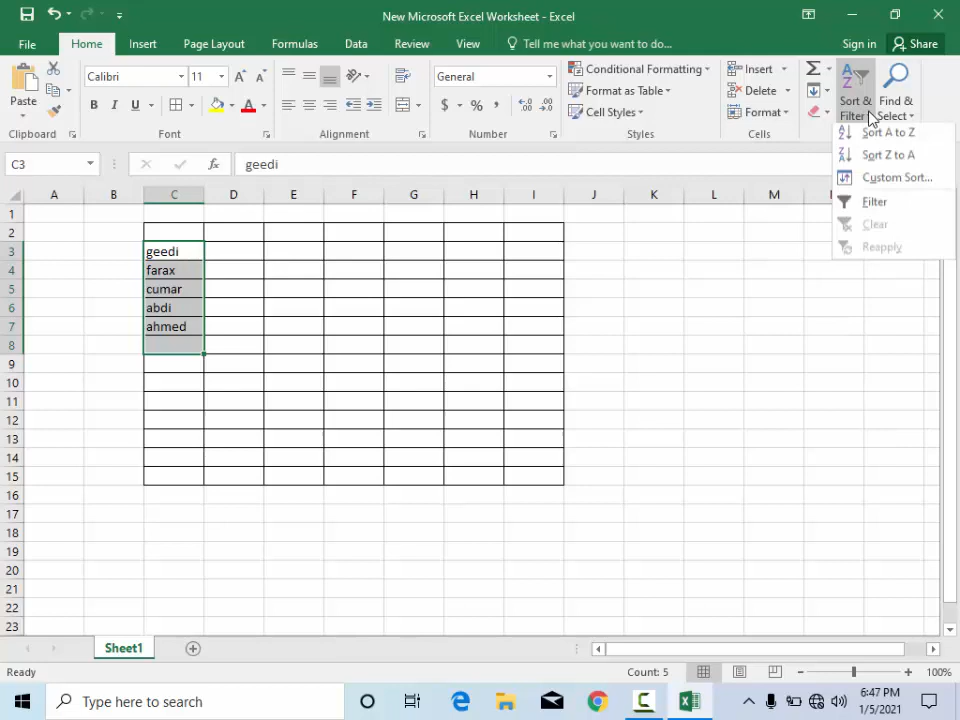 New Microsoft Excel Worksheet - Excel
File Home Insert Page Layout Formulas Data Review View Tell me what you want to do... Sign in Share
Paste
Calibri 11
B I U
A A
General
$ % ,
Conditional Formatting
Format as Table
Cell Styles
Insert
Delete
Format
Sort & Filter
Find & Select
Clipboard Font Alignment Number Styles Cells
Sort A to Z
Sort Z to A
Custom Sort...
Filter
Clear
Reapply
C3 fx geedi
A B C D E F G H I J K L M
1
2
3 geedi
4 farax
5 cumar
6 abdi
7 ahmed
8
9
10
11
12
13
14
15
16
17
18
19
20
21
22
23
Sheet1
Ready Count: 5 100%
Type here to search
6:47 PM
1/5/2021